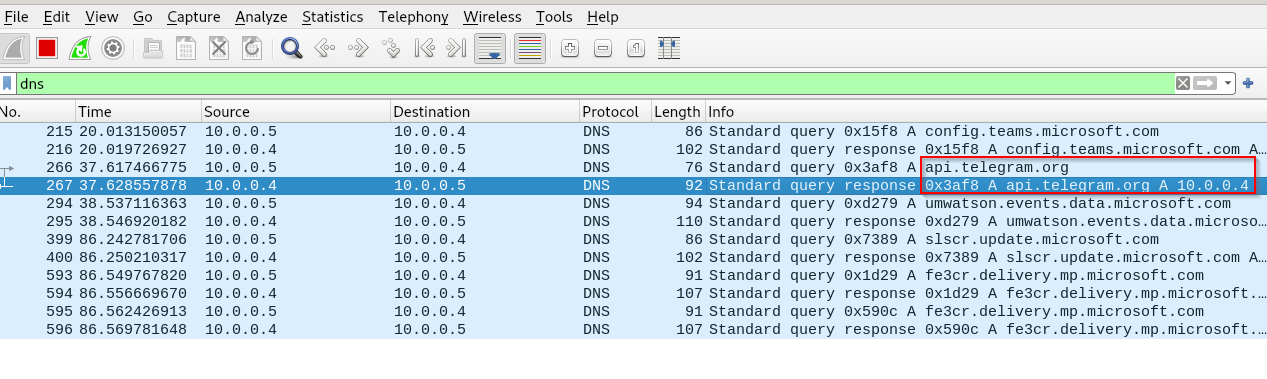 File Edit View Go Capture Analyze Statistics Telephony Wireless Tools Help
dns
No. Time Source Destination Protocol Length Info
215 20.013150057 10.0.0.5 10.0.0.4 DNS 86 Standard query 0x15f8 A config.teams.microsoft.com
216 20.019726927 10.0.0.4 10.0.0.5 DNS 102 Standard query response 0x15f8 A config.teams.microsoft.com A…
266 37.617466775 10.0.0.5 10.0.0.4 DNS 76 Standard query 0x3af8 A api.telegram.org
267 37.628557878 10.0.0.4 10.0.0.5 DNS 92 Standard query response 0x3af8 A api.telegram.org A 10.0.0.4
294 38.537116363 10.0.0.5 10.0.0.4 DNS 94 Standard query 0xd279 A umwatson.events.data.microsoft.com
295 38.546920182 10.0.0.4 10.0.0.5 DNS 110 Standard query response 0xd279 A umwatson.events.data.microso…
399 86.242781706 10.0.0.5 10.0.0.4 DNS 86 Standard query 0x7389 A slscr.update.microsoft.com
400 86.250210317 10.0.0.4 10.0.0.5 DNS 102 Standard query response 0x7389 A slscr.update.microsoft.com A…
593 86.549767820 10.0.0.5 10.0.0.4 DNS 91 Standard query 0x1d29 A fe3cr.delivery.mp.microsoft.com
594 86.556669670 10.0.0.4 10.0.0.5 DNS 107 Standard query response 0x1d29 A fe3cr.delivery.mp.microsoft.…
595 86.562426913 10.0.0.5 10.0.0.4 DNS 91 Standard query 0x590c A fe3cr.delivery.mp.microsoft.com
596 86.569781648 10.0.0.4 10.0.0.5 DNS 107 Standard query response 0x590c A fe3cr.delivery.mp.microsoft.…